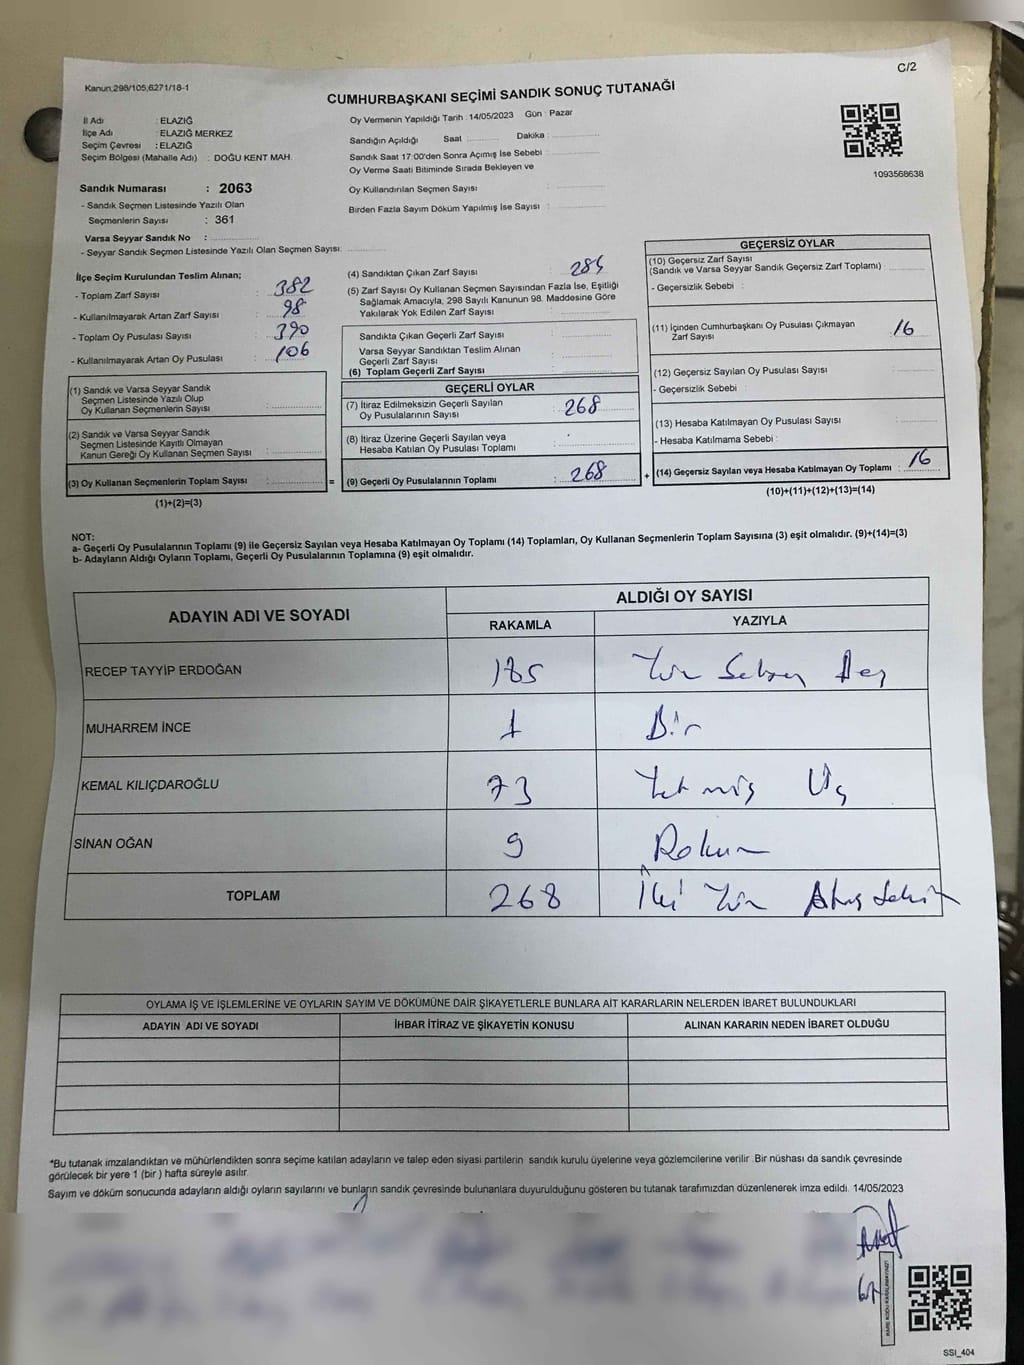 C/2
Kanun,298/105,6271/18-1
CUMHURBAŞKANI SEÇİMİ SANDIK SONUÇ TUTANAĞI
İl Adı : ELAZIĞ
İlçe Adı : ELAZIĞ MERKEZ
Seçim Çevresi : ELAZIĞ
Seçim Bölgesi (Mahalle Adı) : DOĞU KENT MAH.
Sandık Numarası : 2063
- Sandık Seçmen Listesinde Yazılı Olan
Seçmenlerin Sayısı : 361
Varsa Seyyar Sandık No :
- Seyyar Sandık Seçmen Listesinde Yazılı Olan Seçmen Sayısı:
Oy Vermenin Yapıldığı Tarih : 14/05/2023 Gün : Pazar
Sandığın Açıldığı Saat Dakika :
Sandık Saat 17:00'den Sonra Açımış İse Sebebi :
Oy Verme Saati Bitiminde Sırada Bekleyen ve
Oy Kullandırılan Seçmen Sayısı :
Birden Fazla Sayım Döküm Yapılmış İse Sayısı :
1093568638
İlçe Seçim Kurulundan Teslim Alınan;
- Toplam Zarf Sayısı : 382
- Kullanılmayarak Artan Zarf Sayısı : 98
- Toplam Oy Pusulası Sayısı : 390
- Kullanılmayarak Artan Oy Pusulası : 106
(1) Sandık ve Varsa Seyyar Sandık
Seçmen Listesinde Yazılı Olup
Oy Kullanan Seçmenlerin Sayısı :
(2) Sandık ve Varsa Seyyar Sandık
Seçmen Listesinde Kayıtlı Olmayan
Kanun Gereği Oy Kullanan Seçmen Sayısı :
(3) Oy Kullanan Seçmenlerin Toplam Sayısı : =
(1)+(2)=(3)
(4) Sandıktan Çıkan Zarf Sayısı : 284
(5) Zarf Sayısı Oy Kullanan Seçmen Sayısından Fazla İse, Eşitliği
Sağlamak Amacıyla, 298 Sayılı Kanunun 98. Maddesine Göre
Yakılarak Yok Edilen Zarf Sayısı :
Sandıkta Çıkan Geçerli Zarf Sayısı :
Varsa Seyyar Sandıktan Teslim Alınan
Geçerli Zarf Sayısı :
(6) Toplam Geçerli Zarf Sayısı :
GEÇERLİ OYLAR
(7) İtiraz Edilmeksizin Geçerli Sayılan
Oy Pusulalarının Sayısı : 268
(8) İtiraz Üzerine Geçerli Sayılan veya
Hesaba Katılan Oy Pusulası Toplamı :
(9) Geçerli Oy Pusulalarının Toplamı : 268 +
GEÇERSİZ OYLAR
(10) Geçersiz Zarf Sayısı
(Sandık ve Varsa Seyyar Sandık Geçersiz Zarf Toplamı) :
- Geçersizlik Sebebi :
(11) İçinden Cumhurbaşkanı Oy Pusulası Çıkmayan
Zarf Sayısı : 16
(12) Geçersiz Sayılan Oy Pusulası Sayısı :
- Geçersizlik Sebebi :
(13) Hesaba Katılmayan Oy Pusulası Sayısı :
- Hesaba Katılmama Sebebi :
(14) Geçersiz Sayılan veya Hesaba Katılmayan Oy Toplamı : 16
(10)+(11)+(12)+(13)=(14)
NOT:
a- Geçerli Oy Pusulalarının Toplamı (9) ile Geçersiz Sayılan veya Hesaba Katılmayan Oy Toplamı (14) Toplamları, Oy Kullanan Seçmenlerin Toplam Sayısına (3) eşit olmalıdır. (9)+(14)=(3)
b- Adayların Aldığı Oyların Toplamı, Geçerli Oy Pusulalarının Toplamına (9) eşit olmalıdır.
ADAYIN ADI VE SOYADI ALDIĞI OY SAYISI
RAKAMLA YAZIYLA
RECEP TAYYİP ERDOĞAN 185 Yüz Seksen Beş
MUHARREM İNCE 1 Bir
KEMAL KILIÇDAROĞLU 73 Yetmiş Üç
SİNAN OĞAN 9 Dokuz
TOPLAM 268 İki Yüz Altmış Sekiz
OYLAMA İŞ VE İŞLEMLERİNE VE OYLARIN SAYIM VE DÖKÜMÜNE DAİR ŞİKAYETLERLE BUNLARA AİT KARARLARIN NELERDEN İBARET BULUNDUKLARI
ADAYIN ADI VE SOYADI İHBAR İTİRAZ VE ŞİKAYETİN KONUSU ALINAN KARARIN NEDEN İBARET OLDUĞU
*Bu tutanak imzalandıktan ve mühürlendikten sonra seçime katılan adayların ve talep eden siyasi partilerin sandık kurulu üyelerine veya gözlemcilerine verilir. Bir nüshası da sandık çevresinde
görülecek bir yere 1 (bir ) hafta süreyle asılır.
Sayım ve döküm sonucunda adayların aldığı oyların sayılarını ve bunların sandık çevresinde bulunanlara duyurulduğunu gösteren bu tutanak tarafımızdan düzenlenerek imza edildi. 14/05/2023
KARE KODU KARALAMAYINIZ!
SSI_404